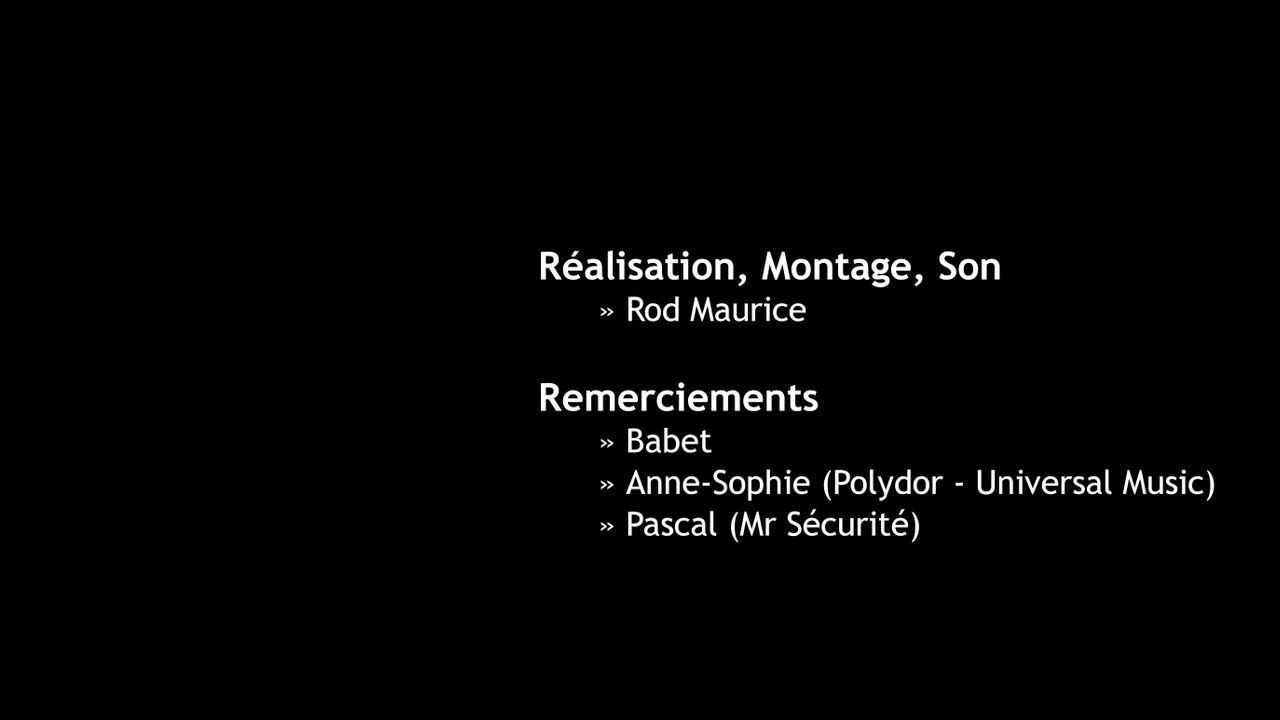 Réalisation, Montage, Son
» Rod Maurice
Remerciements
» Babet
» Anne-Sophie (Polydor - Universal Music)
» Pascal (Mr Sécurité)